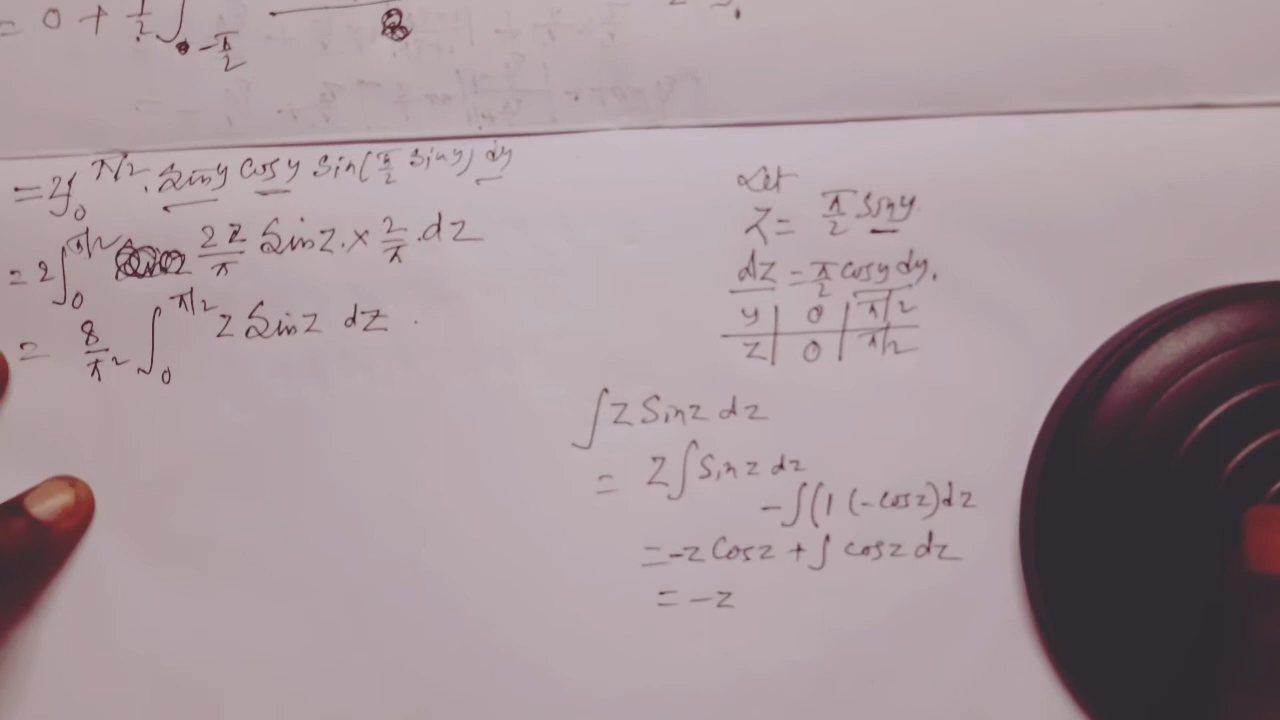 = 0 + 1/2 ∫ -π/2
= 2∫₀^π/2 . Siny Cosy Sin(π/2 Siny) dy
= 2∫₀^π/2 2z/π Sinz. × 2/π .dz
= 8/π² ∫₀^π/2 z Sinz dz .
Let
z = π/2 Siny.
dz = π/2 Cosy dy.
y | 0 | π/2
z | 0 | π/2
∫z Sinz dz
= z∫Sinz dz
-∫(1 (-Cosz)dz
= -z Cosz + ∫ cosz dz
= -z